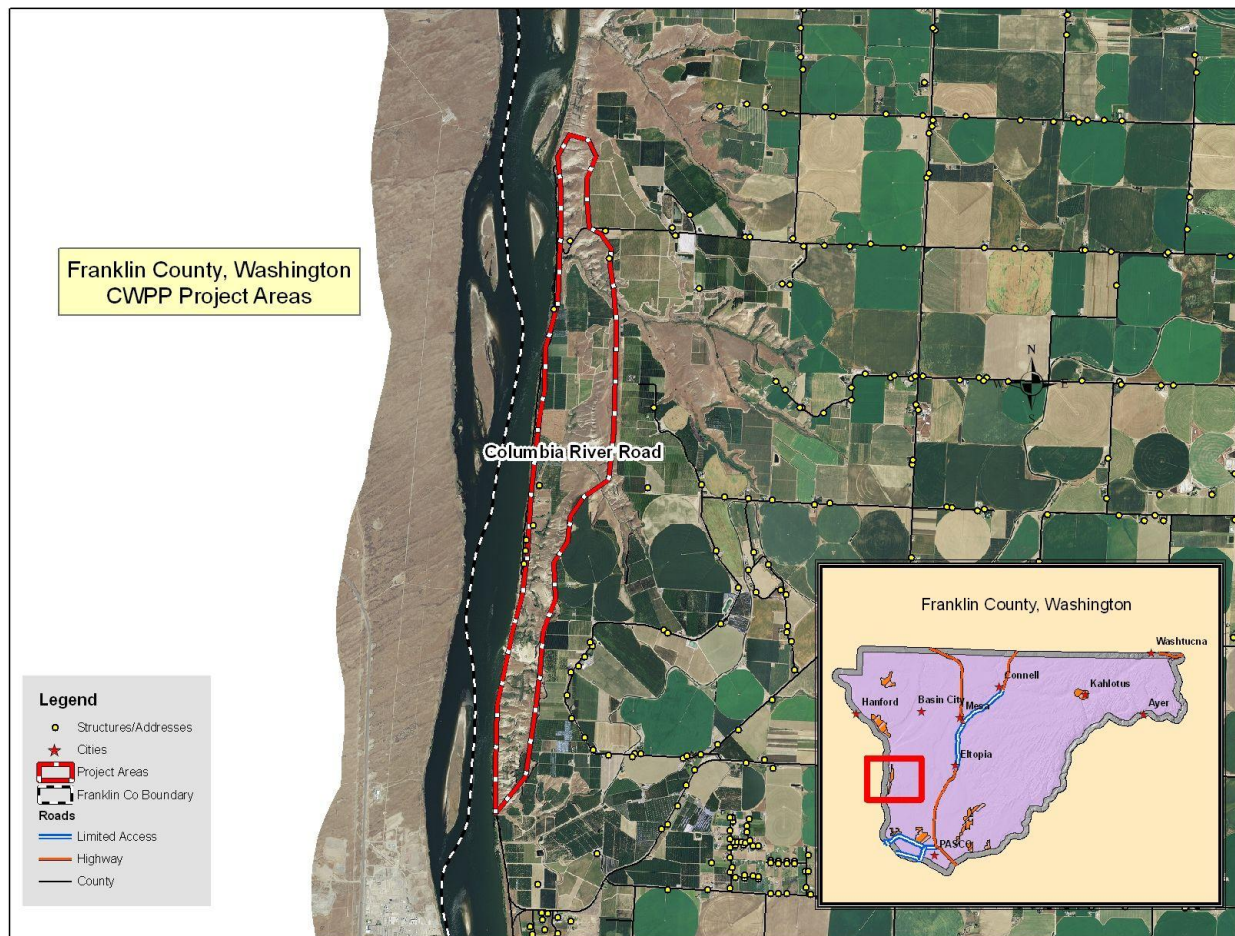 Franklin County, Washington
CWPP Project Areas
N
W
E
S
Columbia River Road
Legend
Structures/Addresses
Cities
Project Areas
Franklin Co Boundary
Roads
Limited Access
Highway
County
Franklin County, Washington
Washtucna
Connell
Kahlotus
Hanford
Basin City
Mesa
Ayer
Eltopia
PASCO